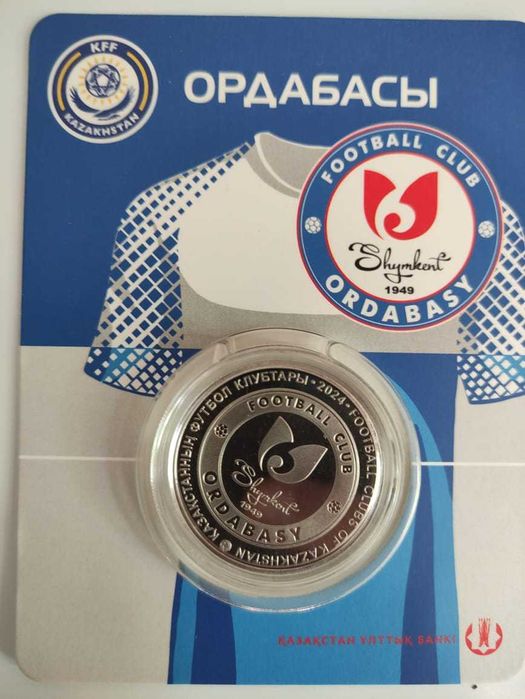 KFF
KAZAKHSTAN
ОРДАБАСЫ
FOOTBALL CLUB
Shymkent
1949
ORDABASY
ҚАЗАҚСТАННЫҢ ФУТБОЛ КЛУБТАРЫ • 2024 • FOOTBALL CLUBS OF KAZAKHSTAN
FOOTBALL CLUB
Shymkent
1949
ORDABASY
ҚАЗАҚСТАН ҰЛТТЫҚ БАНКІ